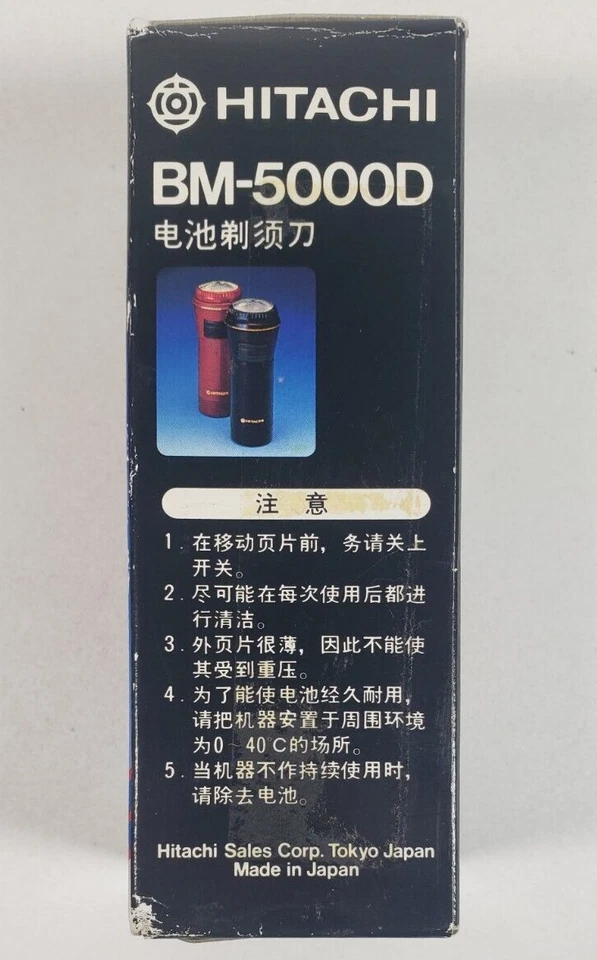 HITACHI
BM-5000D
电池剃须刀
HITACHI
HITACHI
注 意
1. 在移动页片前，务请关上
开关。
2. 尽可能在每次使用后都进
行清洁。
3. 外页片很薄，因此不能使
其受到重压。
4. 为了能使电池经久耐用，
请把机器安置于周围环境
为0~40℃的场所。
5. 当机器不作持续使用时，
请除去电池。
Hitachi Sales Corp. Tokyo Japan
Made in Japan